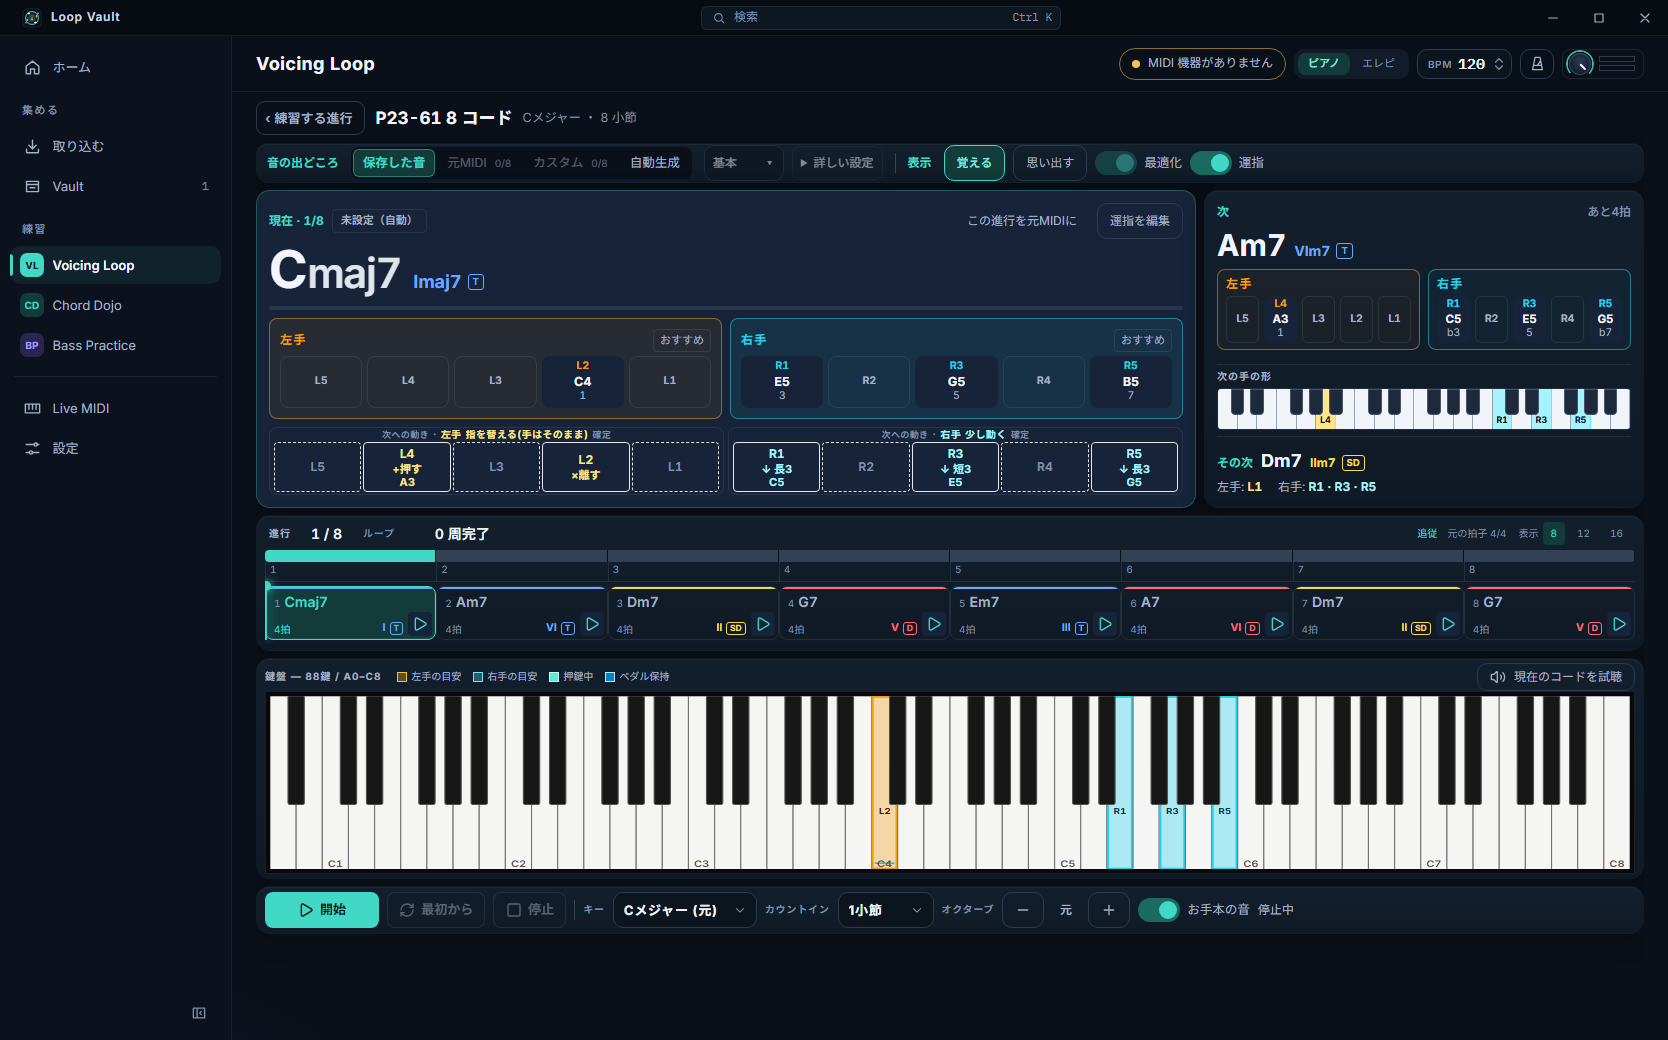 Loop Vault
検索 Ctrl K
ホーム
集める
取り込む
Vault 1
練習
VL Voicing Loop
CD Chord Dojo
BP Bass Practice
Live MIDI
設定
Voicing Loop
MIDI 機器がありません ピアノ エレピ BPM 120
‹ 練習する進行 P23-61 8 コード Cメジャー ・ 8 小節
音の出どころ 保存した音 元MIDI 0/8 カスタム 0/8 自動生成 基本 ▾ ▶ 詳しい設定 表示 覚える 思い出す 最適化 運指
現在 · 1/8 未設定（自動） この進行を元MIDIに 運指を編集
Cmaj7 Imaj7 T
左手 おすすめ
L5 L4 L3 L2 C4 1 L1
右手 おすすめ
R1 E5 3 R2 R3 G5 5 R4 R5 B5 7
次への動き · 左手 指を替える(手はそのまま) 確定
L5 L4 +押す A3 L3 L2 ×離す L1
次への動き · 右手 少し動く 確定
R1 ↓ 長3 C5 R2 R3 ↓ 短3 E5 R4 R5 ↓ 長3 G5
次 あと4拍
Am7 VIm7 T
左手
L5 L4 A3 1 L3 L2 L1
右手
R1 C5 b3 R2 R3 E5 5 R4 R5 G5 b7
次の手の形
L4 R1 R3 R5
その次 Dm7 IIm7 SD
左手: L1 右手: R1 · R3 · R5
進行 1 / 8 ループ 0 周完了 追従 元の拍子 4/4 表示 8 12 16
1 2 3 4 5 6 7 8
1 Cmaj7 4拍 I T
2 Am7 4拍 VI T
3 Dm7 4拍 II SD
4 G7 4拍 V D
5 Em7 4拍 III T
6 A7 4拍 VI D
7 Dm7 4拍 II SD
8 G7 4拍 V D
鍵盤 — 88鍵 / A0–C8 左手の目安 右手の目安 押鍵中 ペダル保持 現在のコードを試聴
L2 R1 R3 R5
C1 C2 C3 C4 C5 C6 C7 C8
開始 最初から 停止 キー Cメジャー (元) カウントイン 1小節 オクターブ − 元 + お手本の音 停止中